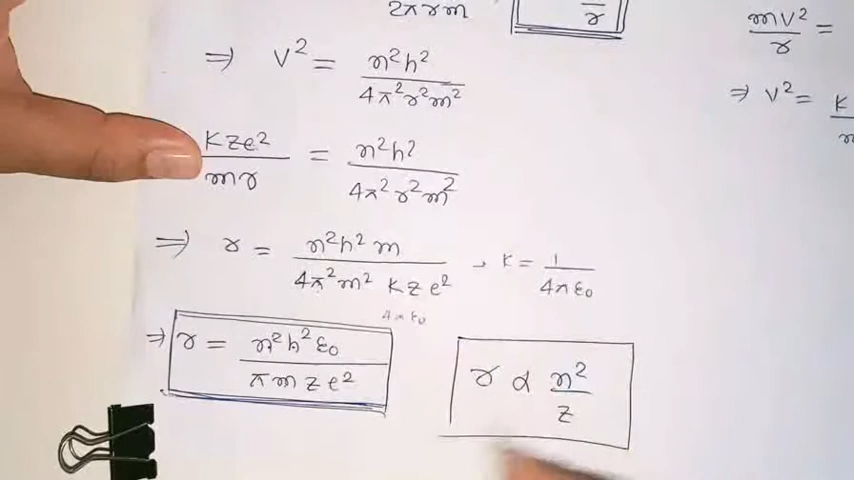 2πrm
r
mv²/r =
⇒ v² = n²h² / 4π²r²m²
⇒ v² = K
KZe²/mr = n²h² / 4π²r²m²
⇒ r = n²h²m / 4π²m² KZe² → K = 1/4πε₀
4πε₀
⇒ r = n²h²ε₀ / πmze²
r ∝ n²/z